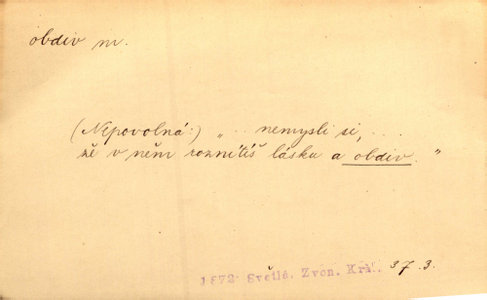 obdiv m.
(Nepovolná:) „ .. nemysli si, ...
že v něm roznítíš lásku a obdiv. "
1872 Světlá. Zvon. Krá.. 37.3.